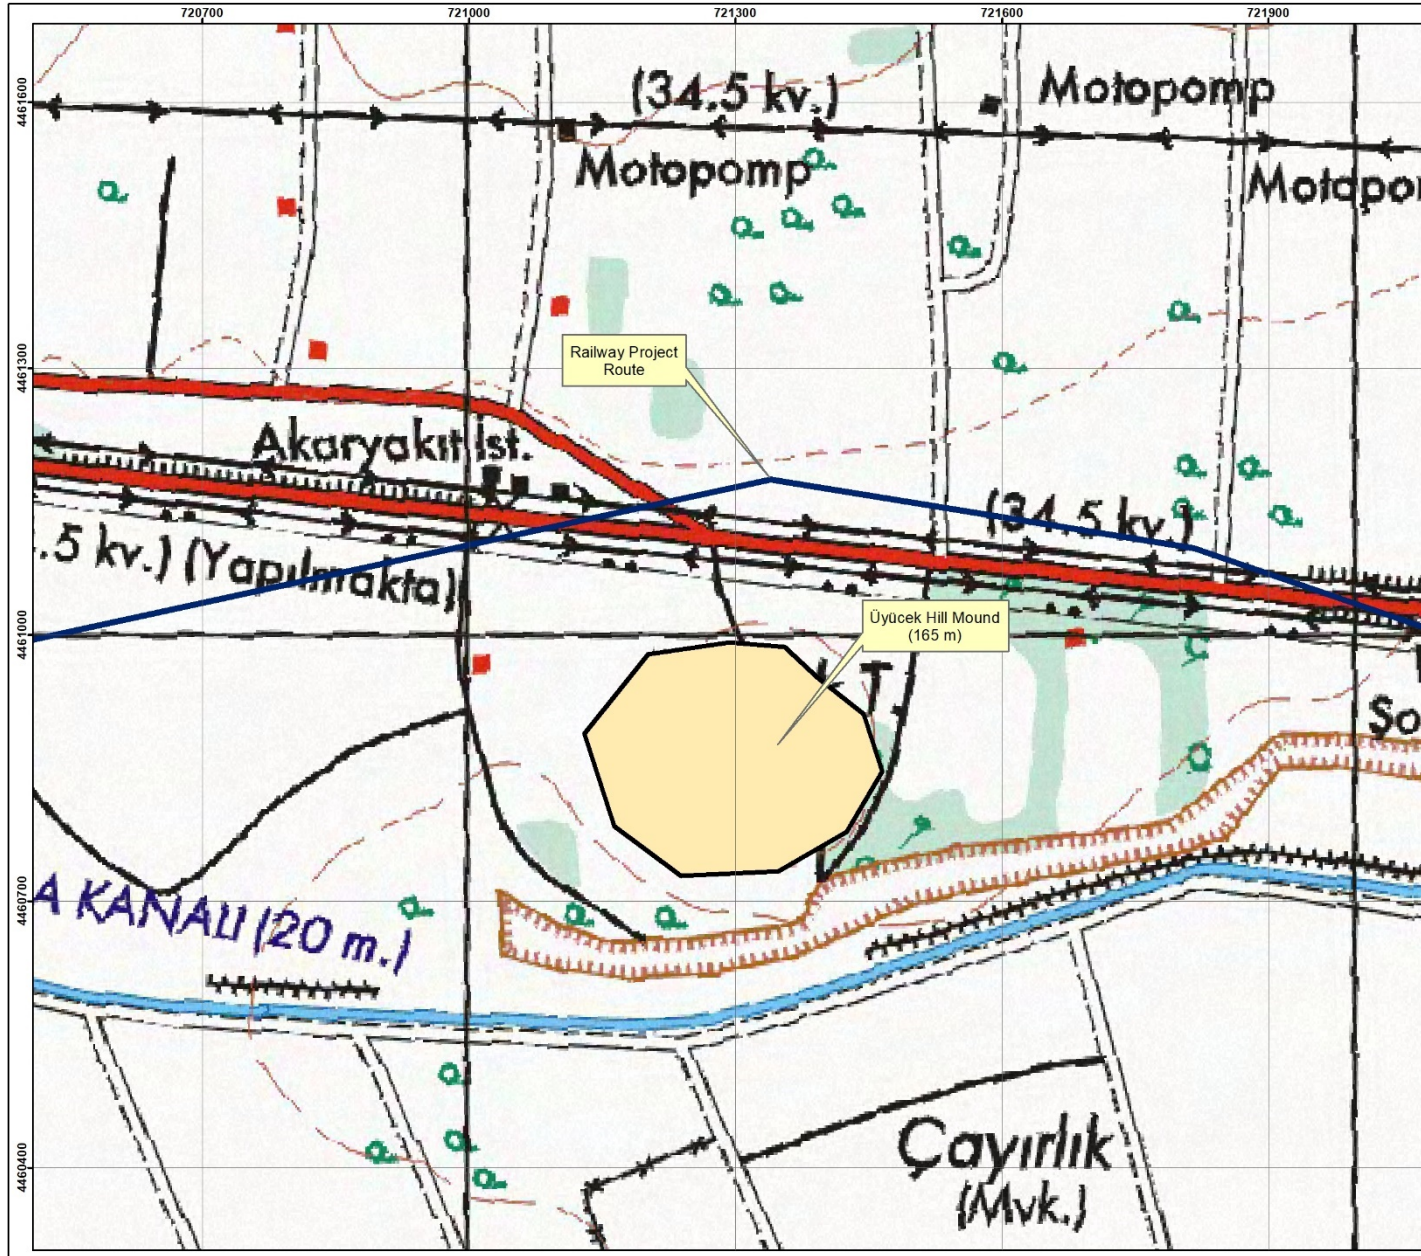 720700
721000
721300
721600
721900
4461600
4461300
4461000
4460700
4460400
(34.5 kv.)
Motopomp
Motopomp
Motopom
Railway Project
Route
Akaryakıt İst.
(34.5 kv.)
.5 kv.) (Yapılmakta)
Üyücek Hill Mound
(165 m)
Şo
A KANALI (20 m.)
Çayırlık
(Mvk.)